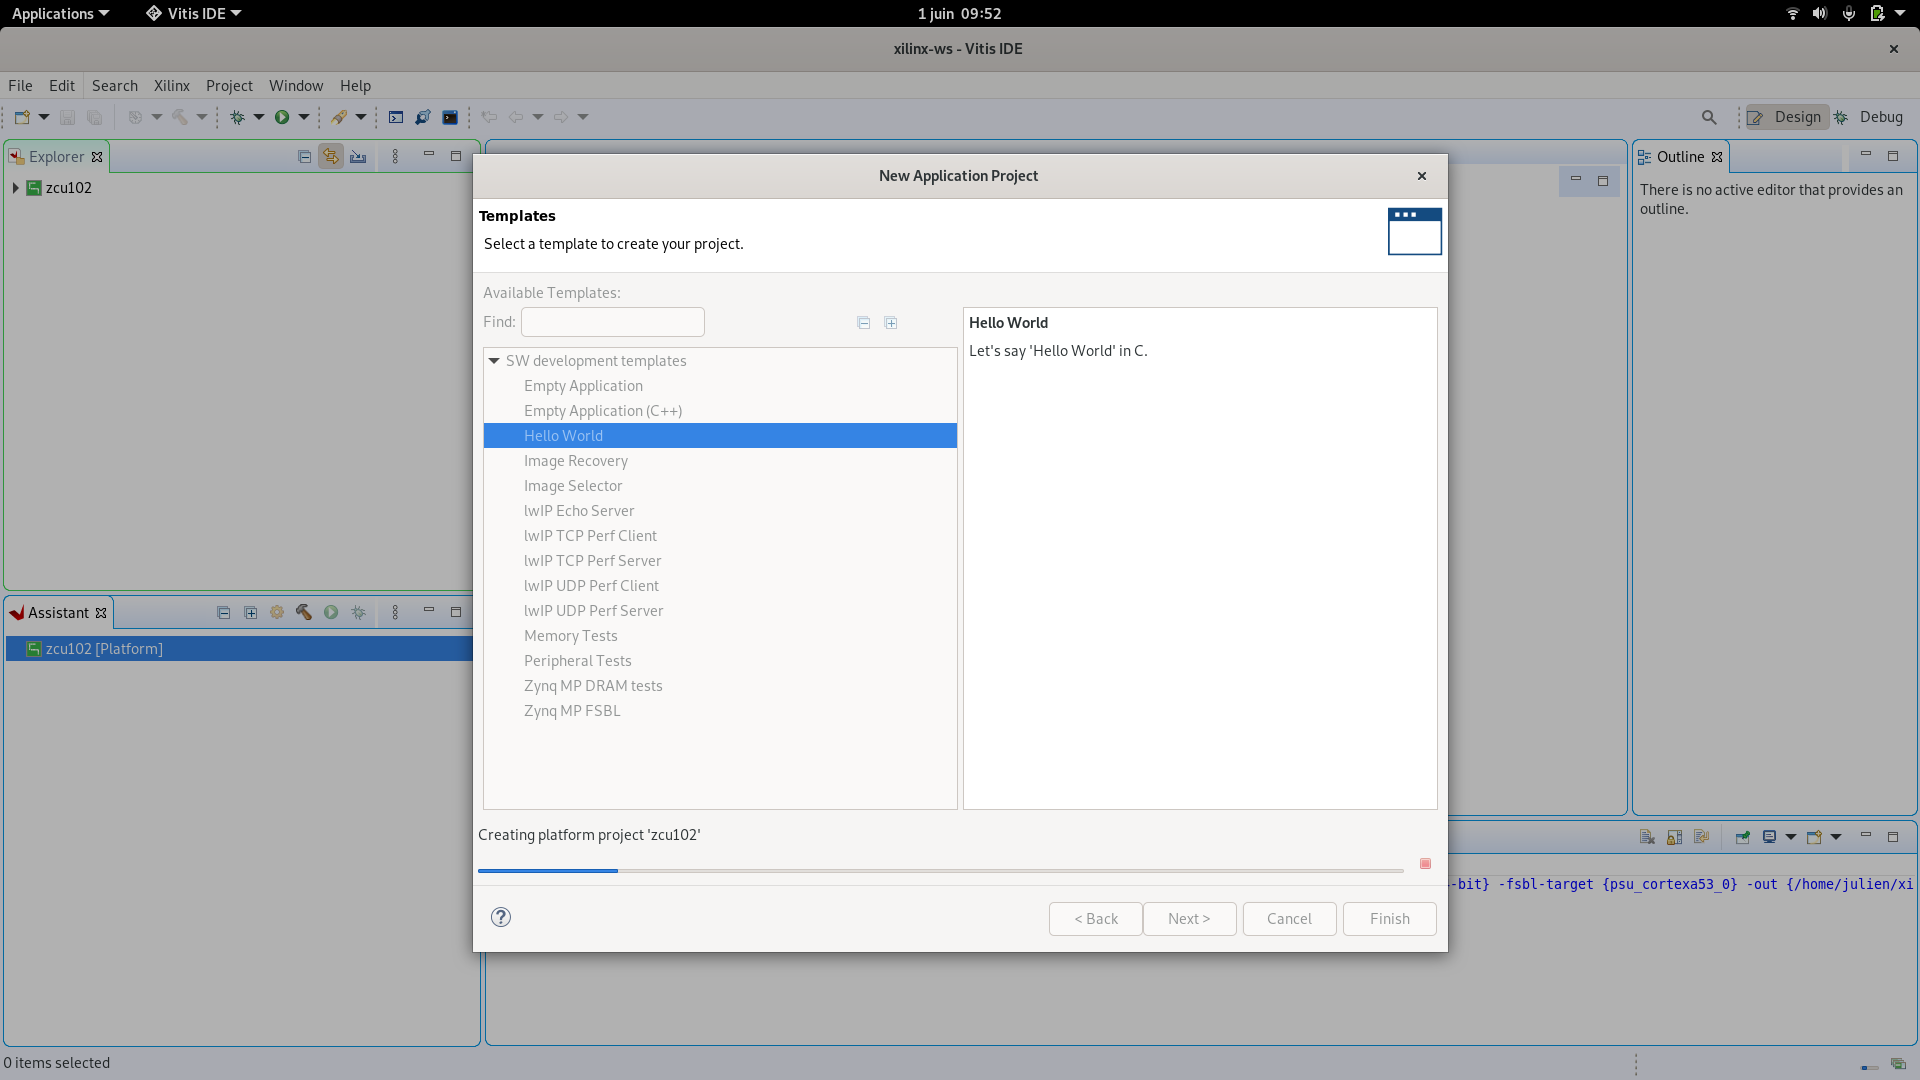 Applications
Vitis IDE
1 juin 09:52
xilinx-ws - Vitis IDE
File Edit Search Xilinx Project Window Help
Design
Debug
Explorer
zcu102
Outline
There is no active editor that provides an
outline.
New Application Project
Templates
Select a template to create your project.
Available Templates:
Find:
SW development templates
Empty Application
Empty Application (C++)
Hello World
Image Recovery
Image Selector
lwIP Echo Server
lwIP TCP Perf Client
lwIP TCP Perf Server
lwIP UDP Perf Client
lwIP UDP Perf Server
Memory Tests
Peripheral Tests
Zynq MP DRAM tests
Zynq MP FSBL
Hello World
Let's say 'Hello World' in C.
Assistant
zcu102 [Platform]
Creating platform project 'zcu102'
-bit} -fsbl-target {psu_cortexa53_0} -out {/home/julien/xi
< Back
Next >
Cancel
Finish
0 items selected